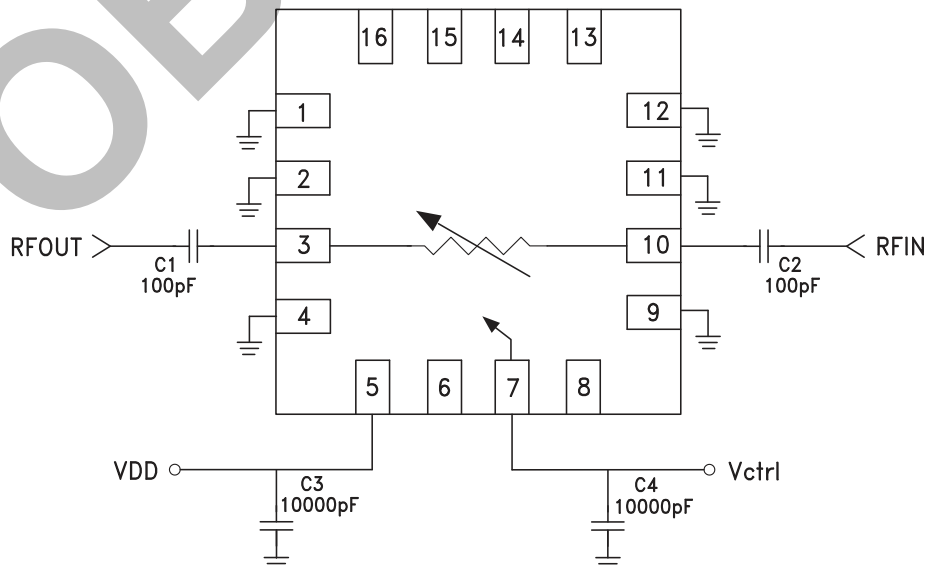 OB
16 15 14 13
1 12
2 11
RFOUT 3 10 RFIN
C1 C2
100pF 100pF
4 9
5 6 7 8
VDD Vctrl
C3 C4
10000pF 10000pF